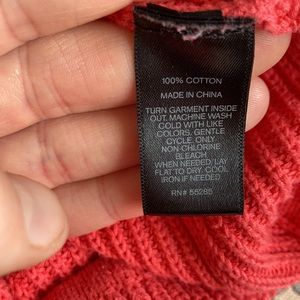 100% COTTON
MADE IN CHINA
TURN GARMENT INSIDE
OUT. MACHINE WASH
COLD WITH LIKE
COLORS, GENTLE
CYCLE. ONLY
NON-CHLORINE
BLEACH
WHEN NEEDED/ LAY
FLAT TO DRY. COOL
IRON IF NEEDED
RN# 55285